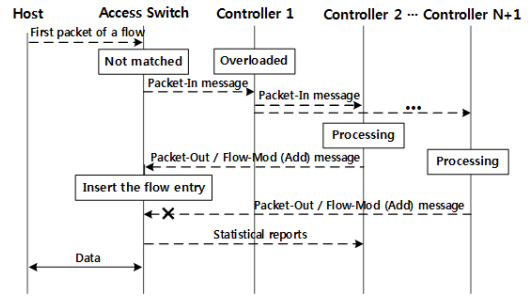 Host Access Switch Controller 1 Controller 2 ··· Controller N+1
First packet of a flow
Not matched Overloaded
Packet-In message
Packet-In message
•••
Processing
Packet-Out / Flow-Mod (Add) message
Processing
Insert the flow entry
Packet-Out / Flow-Mod (Add) message
Statistical reports
Data